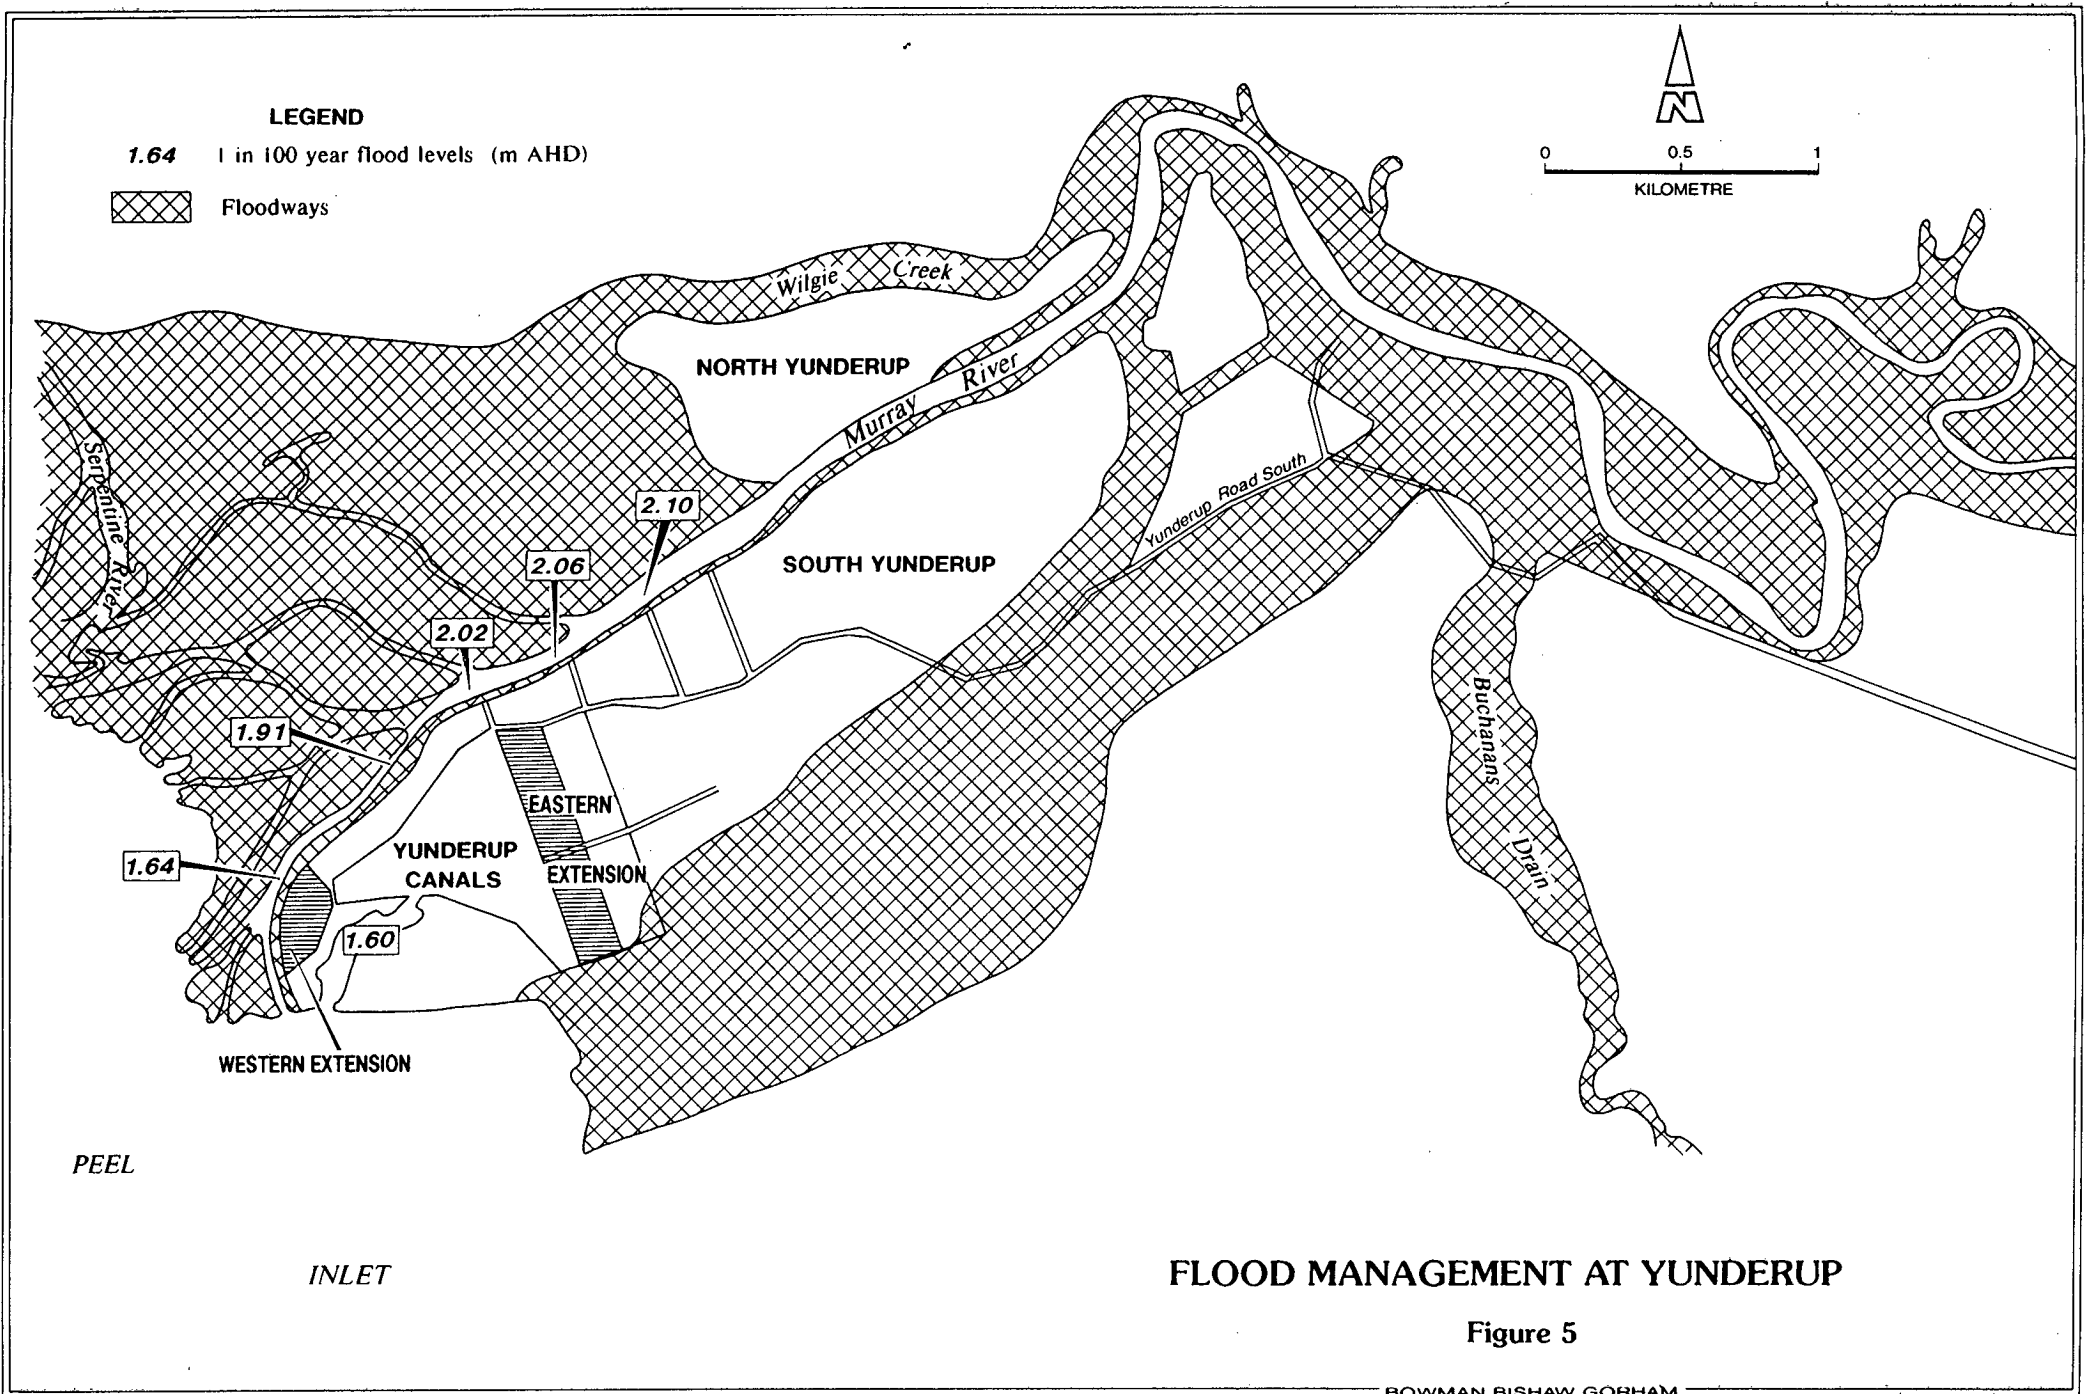 LEGEND
1.64 1 in 100 year flood levels (m AHD)
Floodways
N
0 0.5 1
KILOMETRE
Wilgie Creek
NORTH YUNDERUP
Murray River
Serpentine River
2.10
2.06
2.02
1.91
1.64
1.60
SOUTH YUNDERUP
Yunderup Road South
EASTERN
EXTENSION
YUNDERUP
CANALS
WESTERN EXTENSION
Buchanans
Drain
PEEL
INLET
FLOOD MANAGEMENT AT YUNDERUP
Figure 5
BOWMAN BISHAW GORHAM